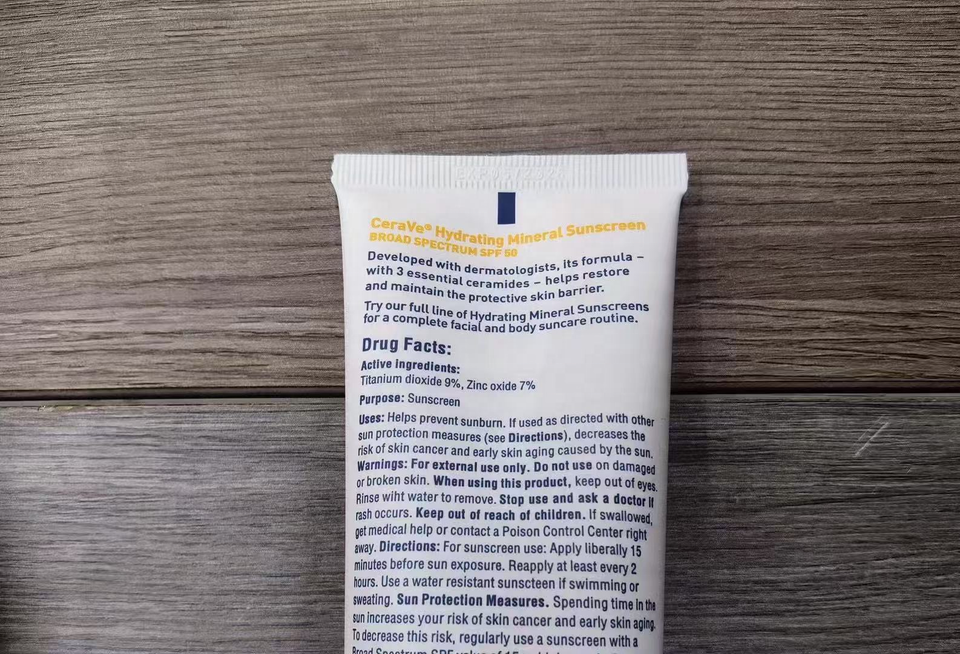 CeraVe® Hydrating Mineral Sunscreen
BROAD SPECTRUM SPF 50
Developed with dermatologists, its formula –
with 3 essential ceramides – helps restore
and maintain the protective skin barrier.
Try our full line of Hydrating Mineral Sunscreens
for a complete facial and body suncare routine.
Drug Facts:
Active ingredients:
Titanium dioxide 9%, Zinc oxide 7%
Purpose: Sunscreen
Uses: Helps prevent sunburn. If used as directed with other
sun protection measures (see Directions), decreases the
risk of skin cancer and early skin aging caused by the sun.
Warnings: For external use only. Do not use on damaged
or broken skin. When using this product, keep out of eyes.
Rinse wiht water to remove. Stop use and ask a doctor if
rash occurs. Keep out of reach of children. If swallowed,
get medical help or contact a Poison Control Center right
away. Directions: For sunscreen use: Apply liberally 15
minutes before sun exposure. Reapply at least every 2
hours. Use a water resistant sunscteen if swimming or
sweating. Sun Protection Measures. Spending time in the
sun increases your risk of skin cancer and early skin aging.
To decrease this risk, regularly use a sunscreen with a
Broad Spectrum SPF value of 15